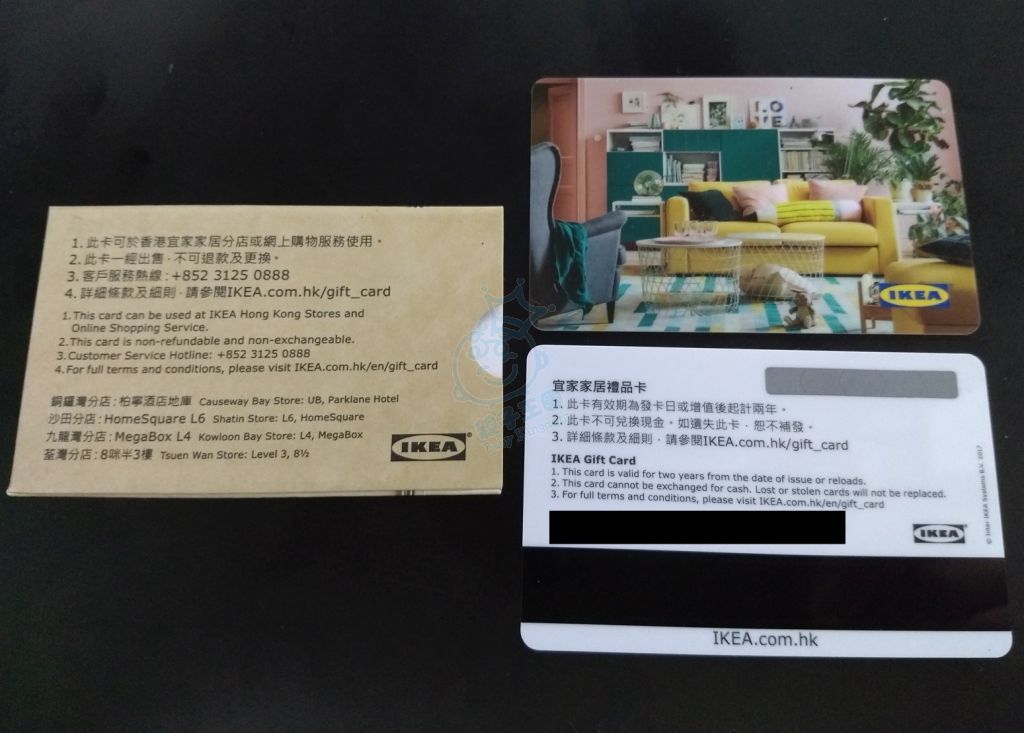 1. 此卡可於香港宜家家居分店或網上購物服務使用。
2. 此卡一經出售，不可退款及更換。
3. 客戶服務熱線 : +852 3125 0888
4. 詳細條款及細則，請參閱IKEA.com.hk/gift_card
1. This card can be used at IKEA Hong Kong Stores and
Online Shopping Service.
2. This card is non-refundable and non-exchangeable.
3. Customer Service Hotline: +852 3125 0888
4. For full terms and conditions, please visit IKEA.com.hk/en/gift_card
銅鑼灣分店 : 柏寧酒店地庫 Causeway Bay Store: UB, Parklane Hotel
沙田分店 : HomeSquare L6 Shatin Store: L6, HomeSquare
九龍灣分店 : MegaBox L4 Kowloon Bay Store: L4, MegaBox
荃灣分店 : 8咪半3樓 Tsuen Wan Store: Level 3, 8½
IKEA
LOVE
IKEA
宜家家居禮品卡
1. 此卡有效期為發卡日或增值後起計兩年。
2. 此卡不可兌換現金。如遺失此卡，恕不補發。
3. 詳細條款及細則，請參閱IKEA.com.hk/gift_card
IKEA Gift Card
1. This card is valid for two years from the date of issue or reloads.
2. This card cannot be exchanged for cash. Lost or stolen cards will not be replaced.
3. For full terms and conditions, please visit IKEA.com.hk/en/gift_card
IKEA
© Inter IKEA Systems B.V. 2017
IKEA.com.hk